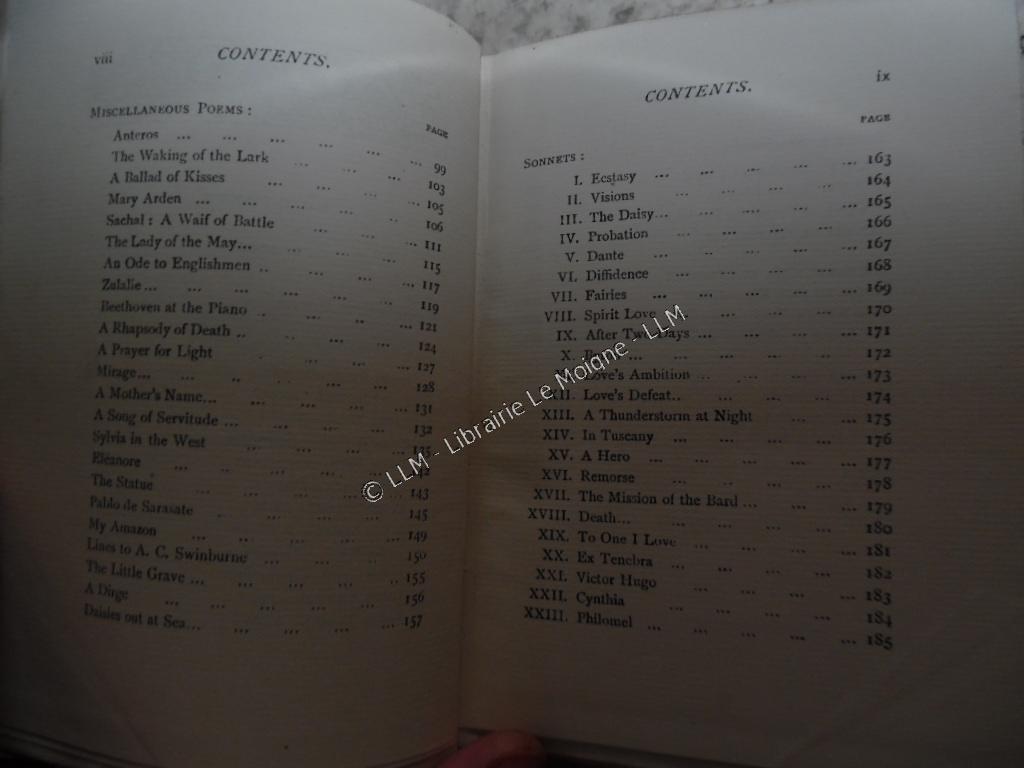 viii
CONTENTS.
MISCELLANEOUS POEMS :
PAGE
Anteros ... ... ... ... ... 99
The Waking of the Lark ... ... ... 103
A Ballad of Kisses ... ... ... 105
Mary Arden ... ... ... ... ... 106
Sachal : A Waif of Battle ... ... ... 111
The Lady of the May... ... ... ... 115
An Ode to Englishmen .. ... ... ... 117
Zulalie ... ... ... ... ... ... 119
Beethoven at the Piano .. ... .. ... 121
A Rhapsody of Death .. ... ... ... 124
A Prayer for Light .. ... ... ... 127
Mirage... ... .. ... ... ... 128
A Mother's Name... ... ... ... ... 131
A Song of Servitude ... ... ... ... 132
Sylvia in the West ... ... ... 135
Eleanore ... ... ... ... ... 142
The Statue ... ... ... ... ... 143
Pablo de Sarasate ... ... ... ... 145
My Amazon ... ... ... ... ... 149
Lines to A. C. Swinburne ... ... ... 150
The Little Grave ... ... ... ... .. 155
A Dirge ... ... ... ... ... 156
Daisies out at Sea... ... ... ... ... 157
CONTENTS.
ix
PAGE
SONNETS :
I. Ecstasy ... ... ... ... ... 163
II. Visions ... ... ... ... 164
III. The Daisy... ... ... ... ... 165
IV. Probation ... ... ... ... 166
V. Dante ... .. ... ... ... 167
VI. Diffidence ... ... ... ... ... 168
VII. Fairies ... ... ... ... ... 169
VIII. Spirit Love ... ... ... ... ... 170
IX. After Two Days ... ... ... ... ... 171
X. ... ... ... ... ... 172
XI. Love's Ambition ... ... ... ... 173
XII. Love's Defeat.. ... ... ... ... 174
XIII. A Thunderstorm at Night ... ... ... 175
XIV. In Tuscany ... ... ... ... ... 176
XV. A Hero ... ... ... ... ... 177
XVI. Remorse ... ... ... ... ... 178
XVII. The Mission of the Bard ... ... ... ... 179
XVIII. Death... ... ... ... ... ... 180
XIX. To One I Love ... ... ... ... 181
XX. Ex Tenebra ... ... ... ... ... 182
XXI. Victor Hugo ... ... ... ... 183
XXII. Cynthia ... ... ... ... ... 184
XXIII. Philomel ... ... ... ... ... 185
© LLM - Librairie Le Moigne - LLM